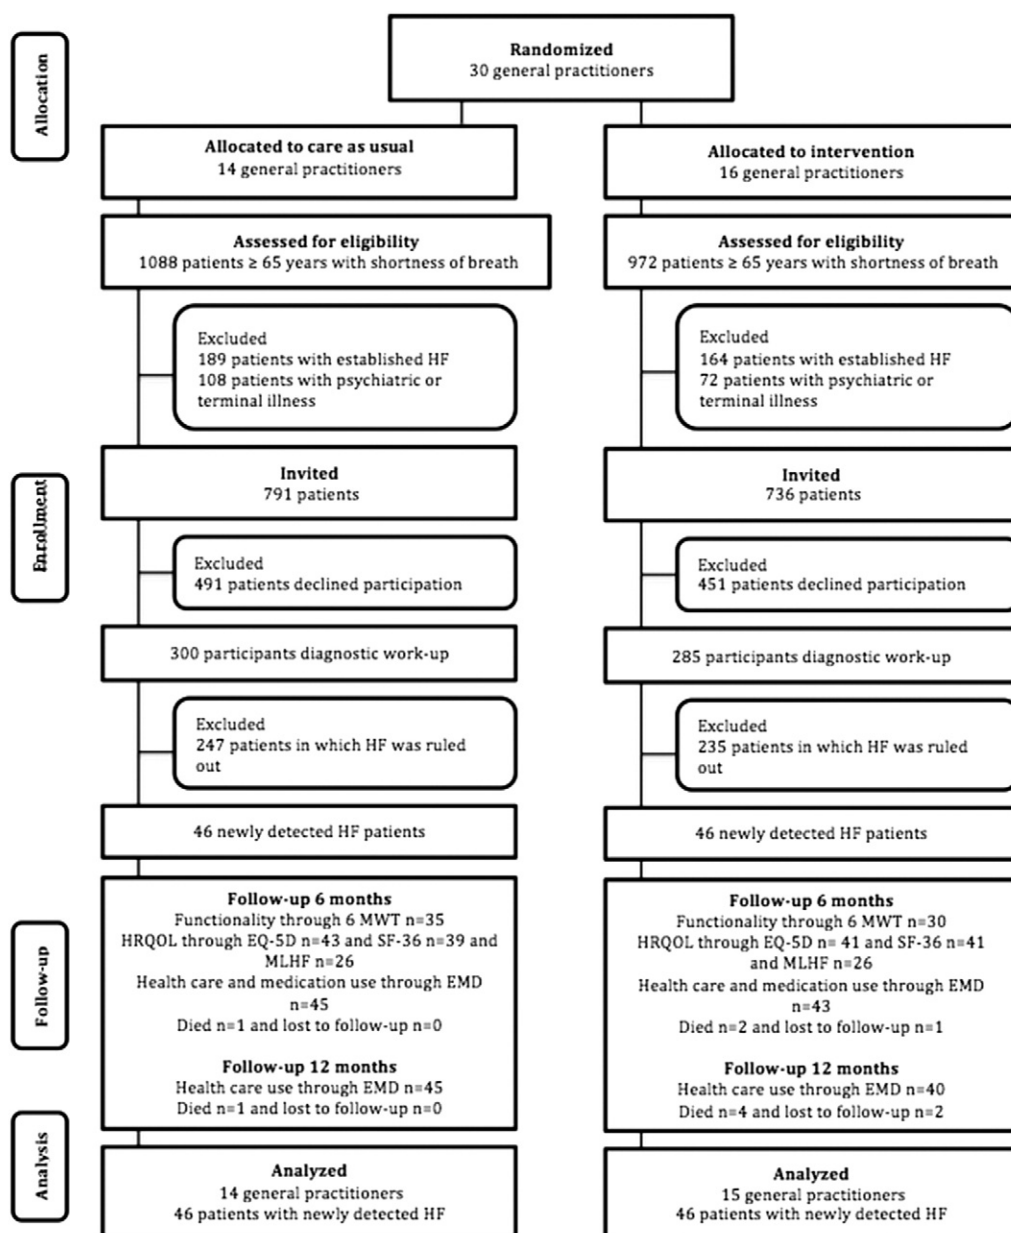 Allocation
Randomized
30 general practitioners
Allocated to care as usual
14 general practitioners
Allocated to intervention
16 general practitioners
Assessed for eligibility
1088 patients ≥ 65 years with shortness of breath
Assessed for eligibility
972 patients ≥ 65 years with shortness of breath
Excluded
189 patients with established HF
108 patients with psychiatric or
terminal illness
Excluded
164 patients with established HF
72 patients with psychiatric or
terminal illness
Enrollment
Invited
791 patients
Invited
736 patients
Excluded
491 patients declined participation
Excluded
451 patients declined participation
300 participants diagnostic work-up
285 participants diagnostic work-up
Excluded
247 patients in which HF was ruled
out
Excluded
235 patients in which HF was ruled
out
46 newly detected HF patients
46 newly detected HF patients
Follow-up
Follow-up 6 months
Functionality through 6 MWT n=35
HRQOL through EQ-5D n=43 and SF-36 n=39 and
MLHF n=26
Health care and medication use through EMD
n=45
Died n=1 and lost to follow-up n=0
Follow-up 12 months
Health care use through EMD n=45
Died n=1 and lost to follow-up n=0
Follow-up 6 months
Functionality through 6 MWT n=30
HRQOL through EQ-5D n= 41 and SF-36 n=41
and MLHF n=26
Health care and medication use through EMD
n=43
Died n=2 and lost to follow-up n=1
Follow-up 12 months
Health care use through EMD n=40
Died n=4 and lost to follow-up n=2
Analysis
Analyzed
14 general practitioners
46 patients with newly detected HF
Analyzed
15 general practitioners
46 patients with newly detected HF